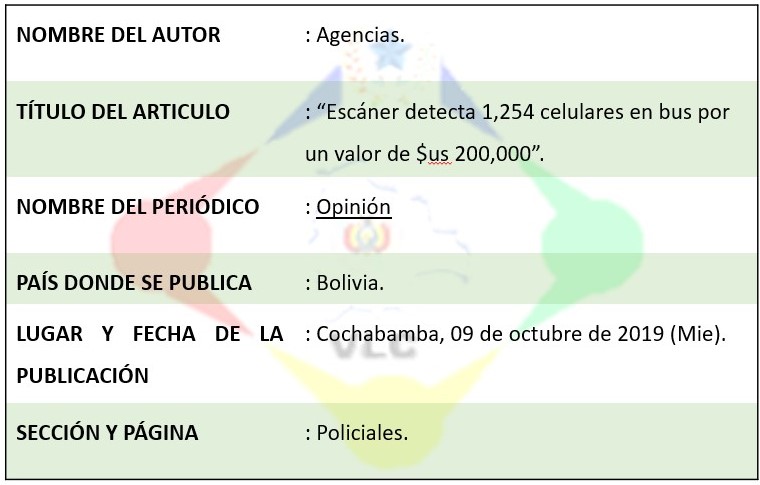 NOMBRE DEL AUTOR : Agencias.
TÍTULO DEL ARTICULO : “Escáner detecta 1,254 celulares en bus por
un valor de $us 200,000”.
NOMBRE DEL PERIÓDICO : Opinión
PAÍS DONDE SE PUBLICA : Bolivia.
LUGAR Y FECHA DE LA : Cochabamba, 09 de octubre de 2019 (Mie).
VLC
PUBLICACIÓN
SECCIÓN Y PÁGINA : Policiales.